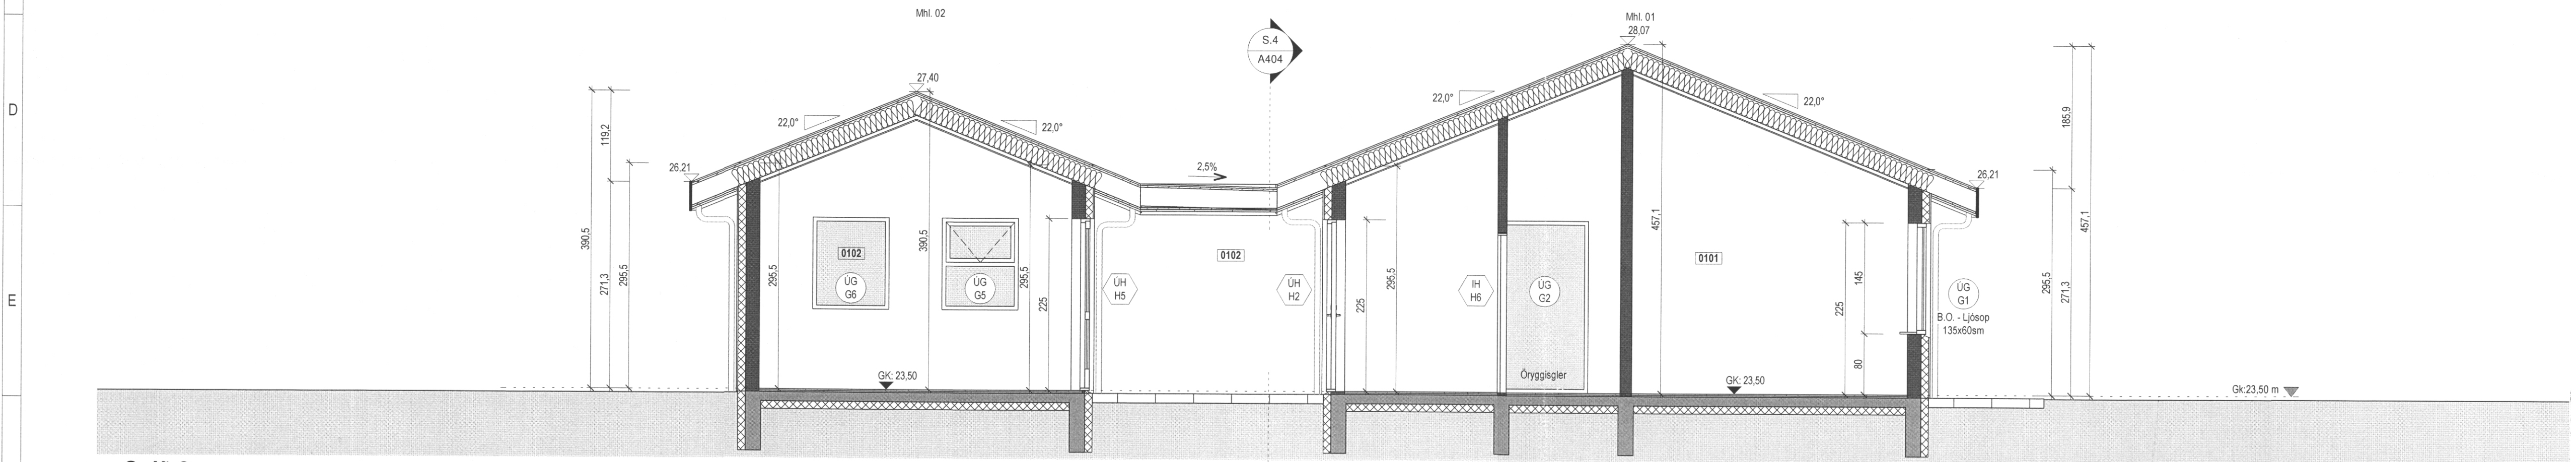 Mhl. 02
Mhl. 01
28,07
S.4
A404
27,40
22,0°
22,0°
22,0°
22,0°
D
119,2
185,9
26,21
2,5%
26,21
390,5
271,3
295,5
295,5
390,5
295,5
225
225
295,5
457,1
225
145
80
295,5
271,3
457,1
0102
ÚG
G6
ÚG
G5
ÚH
H5
0102
ÚH
H2
IH
H6
ÚG
G2
0101
ÚG
G1
B.O. - Ljósop
135x60sm
E
Öryggisgler
GK: 23,50
GK: 23,50
Gk:23,50 m